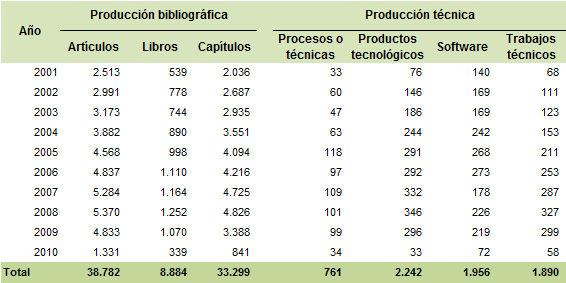 Año Producción bibliográfica Producción técnica
Artículos Libros Capítulos Procesos o técnicas Productos tecnológicos Software Trabajos técnicos
2001 2.513 539 2.036 33 76 140 68
2002 2.991 778 2.687 60 146 169 111
2003 3.173 744 2.935 47 186 169 123
2004 3.882 890 3.551 63 244 242 153
2005 4.568 998 4.094 118 291 268 211
2006 4.837 1.110 4.216 97 292 273 253
2007 5.284 1.164 4.725 109 332 178 287
2008 5.370 1.252 4.826 101 346 226 327
2009 4.833 1.070 3.388 99 296 219 299
2010 1.331 339 841 34 33 72 58
Total 38.782 8.884 33.299 761 2.242 1.956 1.890